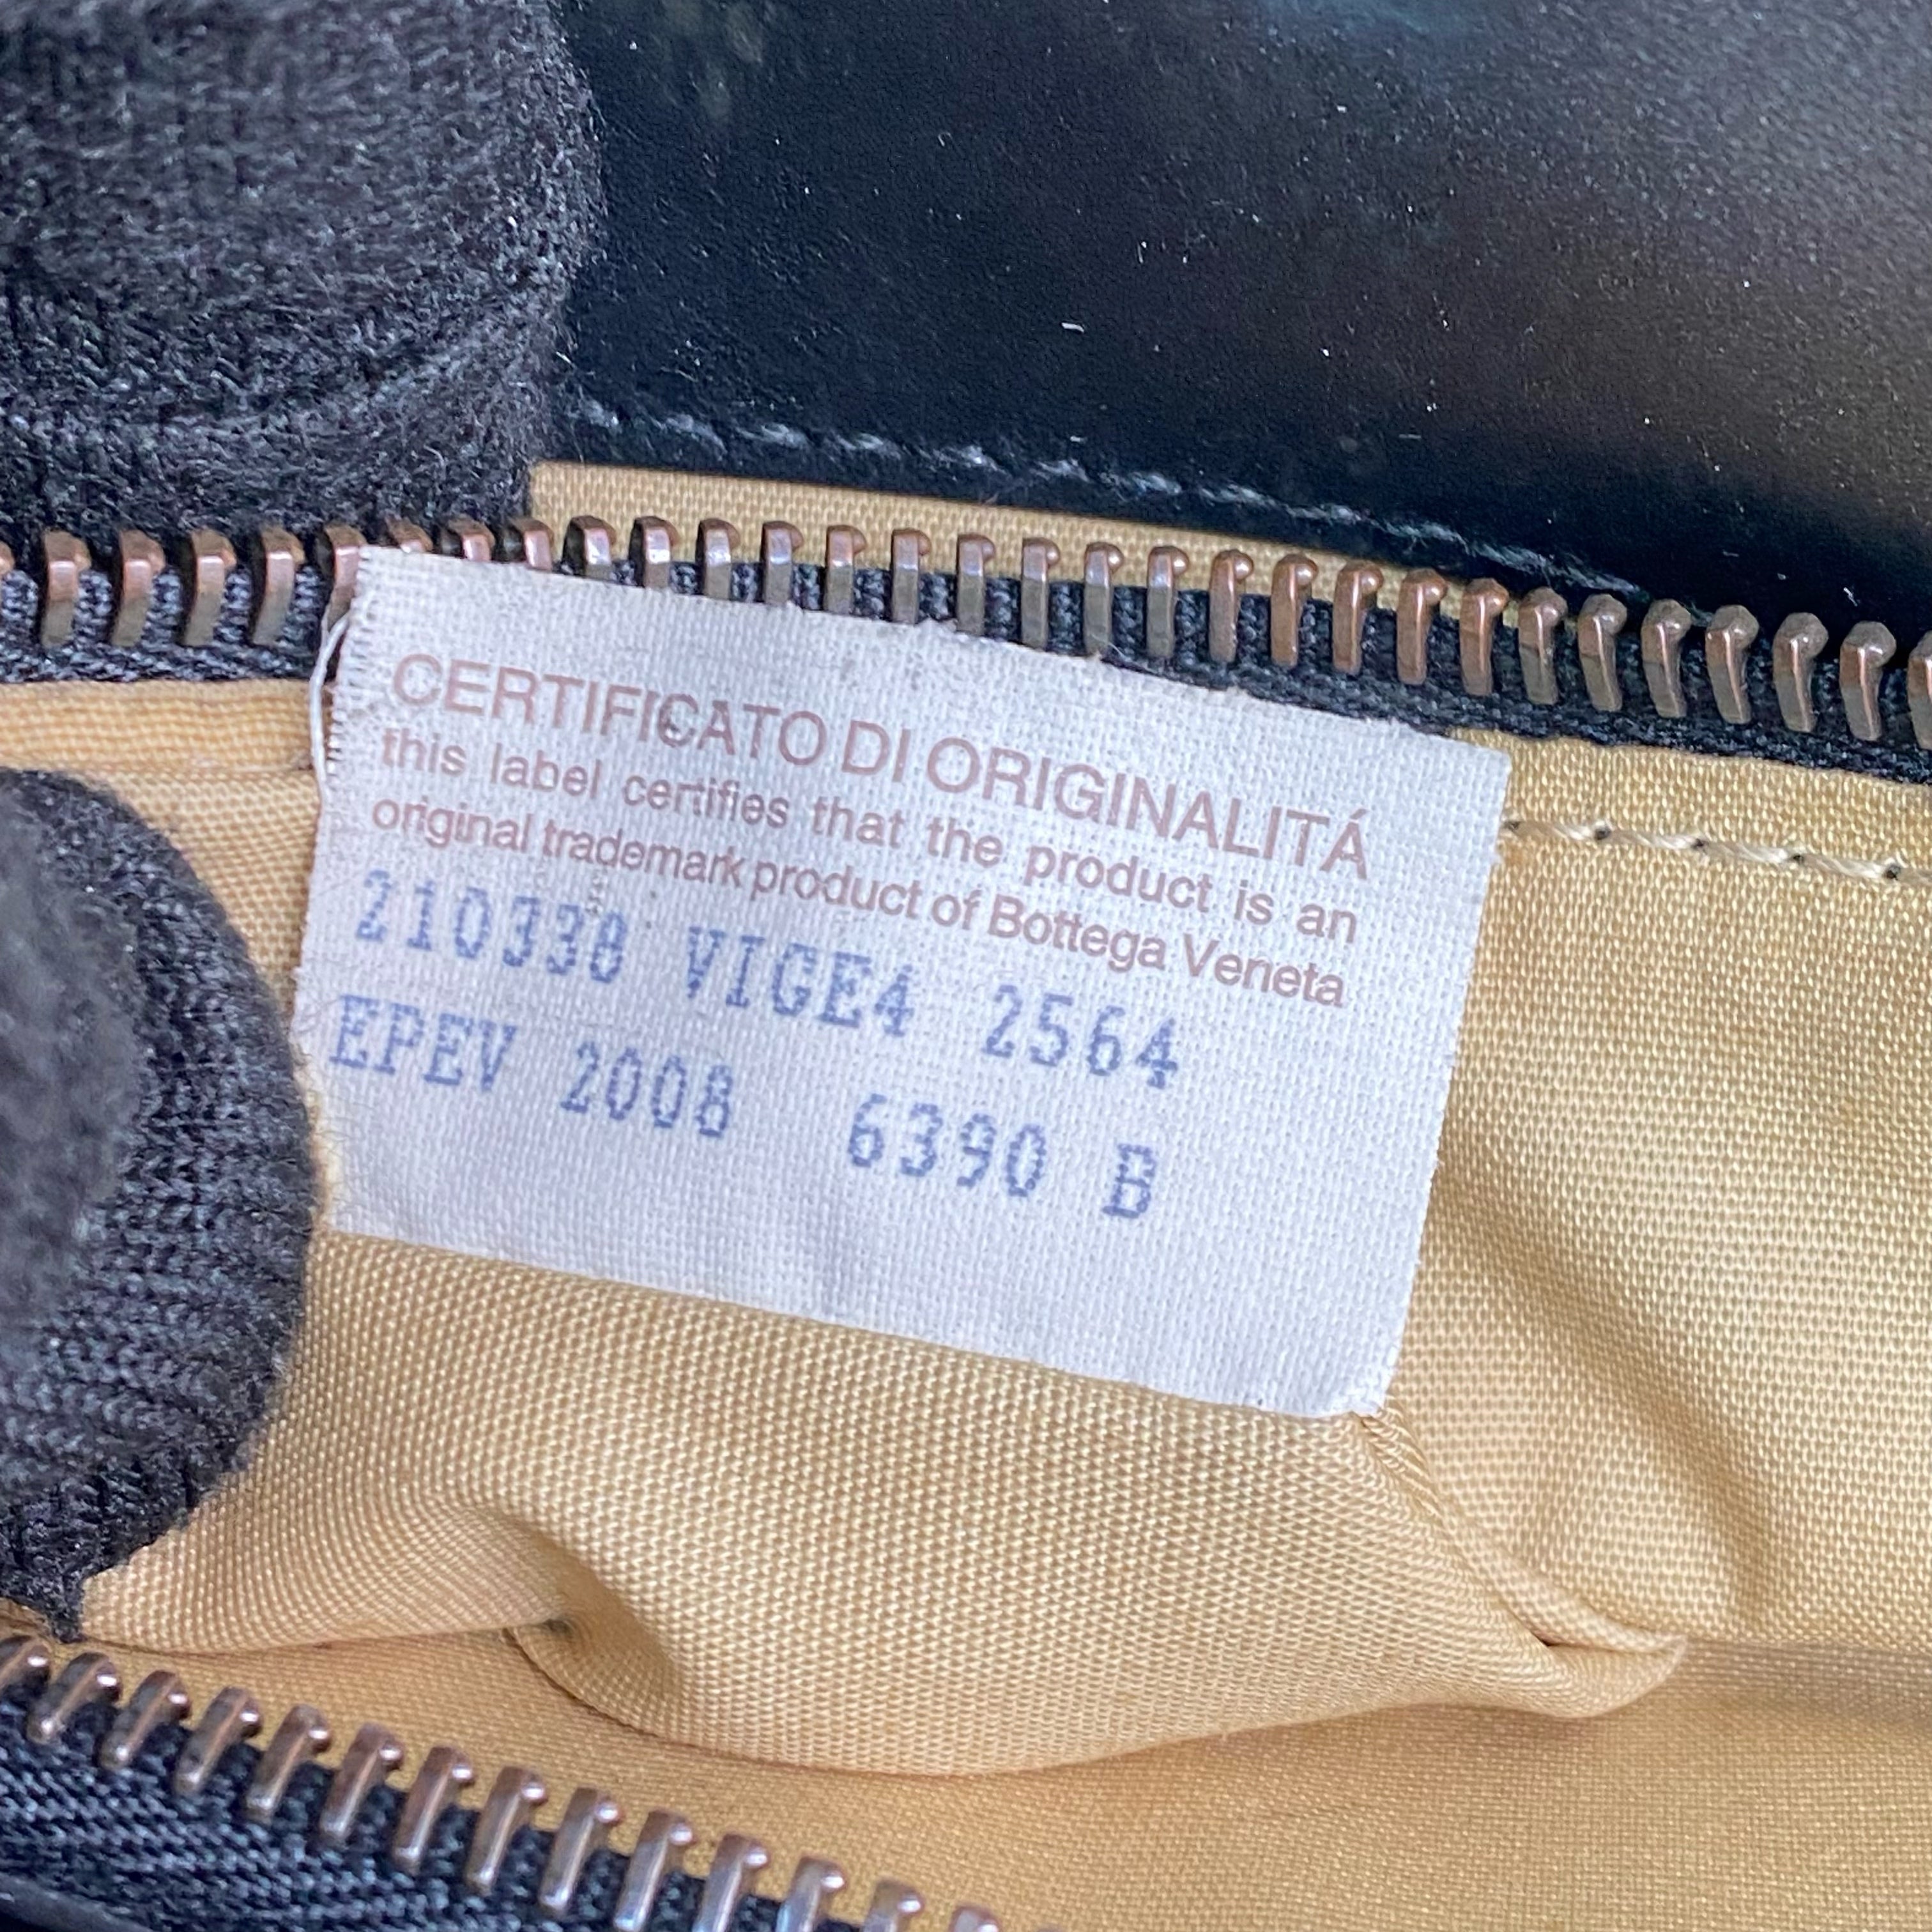 CERTIFICATO DI ORIGINALITÁ
this label certifies that the product is an
original trademark product of Bottega Veneta
210338 VIGE4 2564
EPEV 2008 6390 B